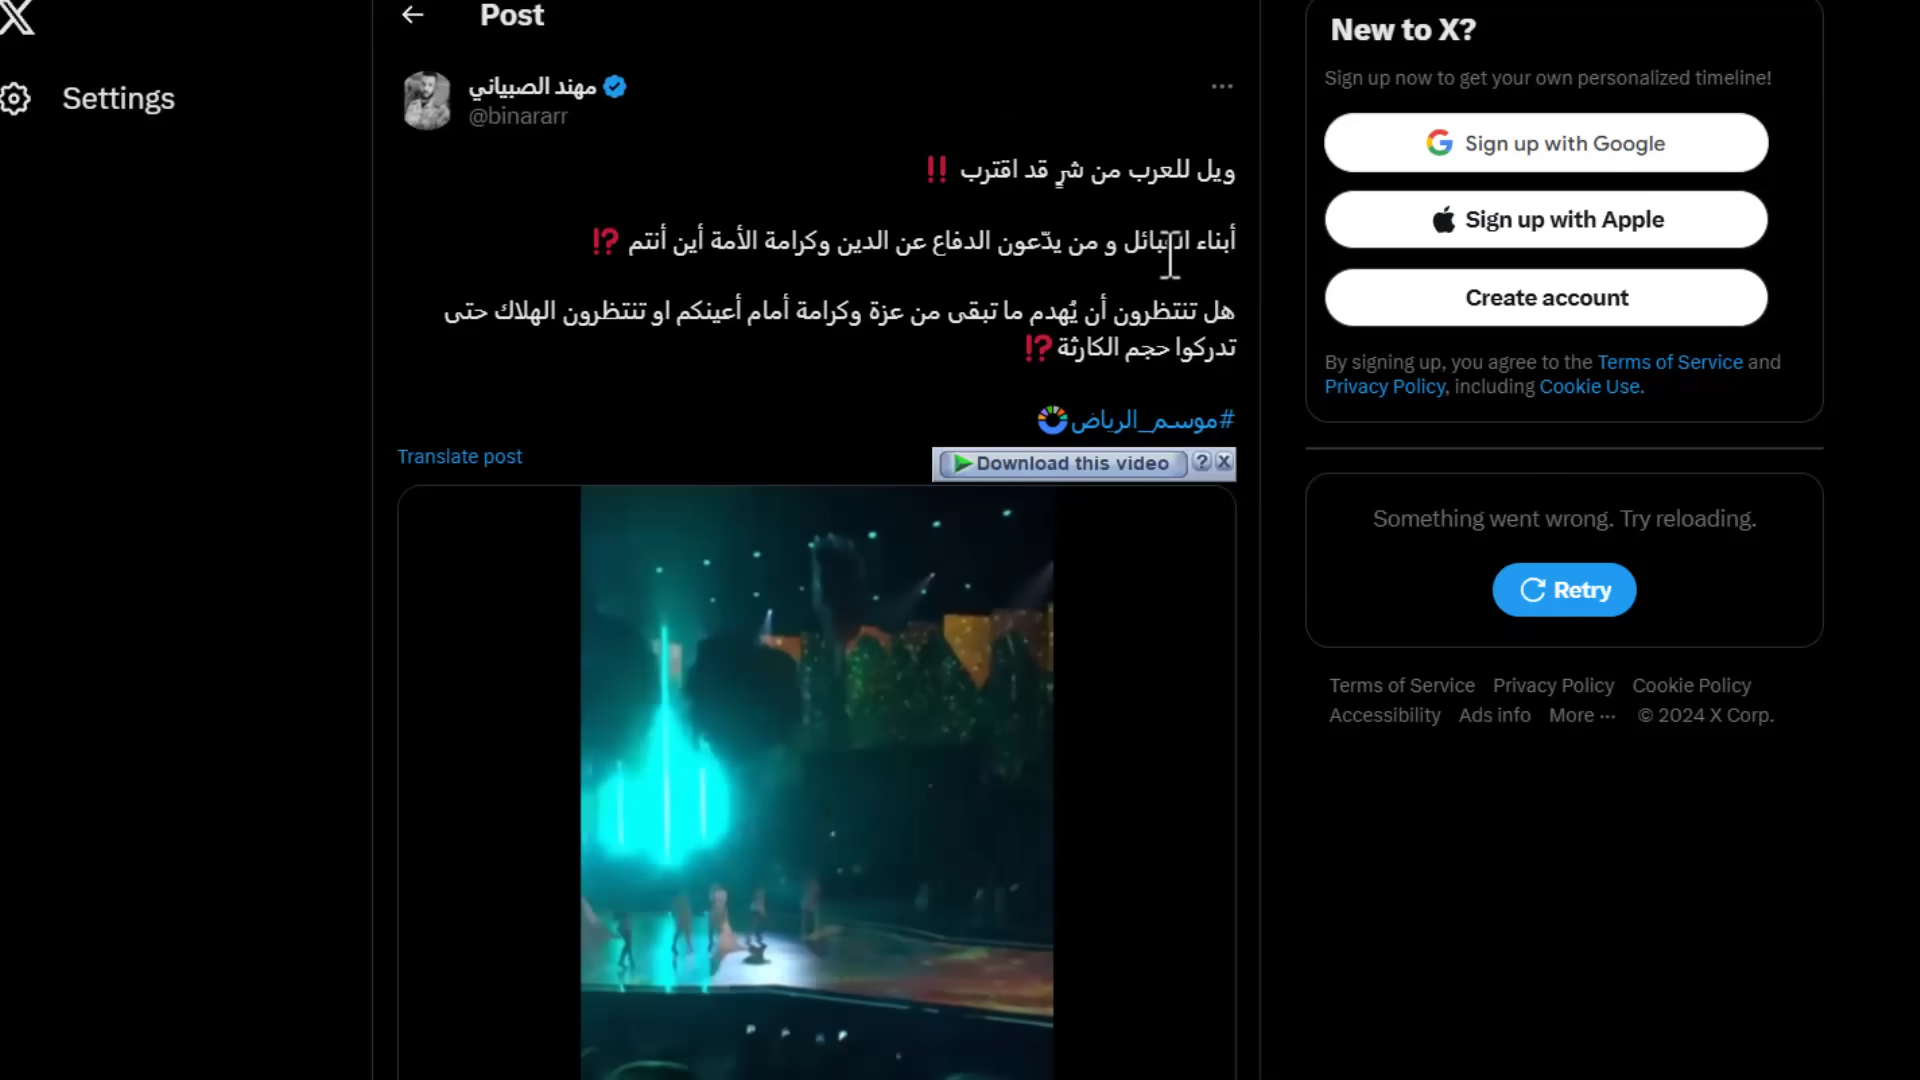 Post
Settings
مهند الصبياني
@binararr
ويل للعرب من شرٍ قد اقترب ‼️
أبناء القبائل و من يدّعون الدفاع عن الدين وكرامة الأمة أين أنتم ⁉️
هل تنتظرون أن يُهدم ما تبقى من عزة وكرامة أمام أعينكم او تنتظرون الهلاك حتى
تدركوا حجم الكارثة⁉️
#موسم_الرياض
Translate post
Download this video ? X
New to X?
Sign up now to get your own personalized timeline!
Sign up with Google
Sign up with Apple
Create account
By signing up, you agree to the Terms of Service and
Privacy Policy, including Cookie Use.
Something went wrong. Try reloading.
Retry
Terms of Service Privacy Policy Cookie Policy
Accessibility Ads info More ··· © 2024 X Corp.